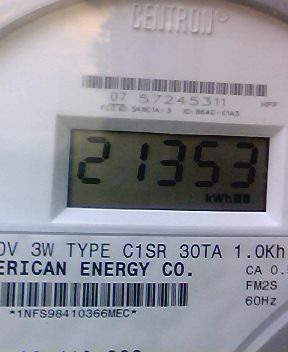 CENTRON
07 57245311
21353
kWh
0V 3W TYPE C1SR 30TA 1.0Kh
ERICAN ENERGY CO.
CA 0.
FM2S
60Hz
*1NFS98410366MEC*